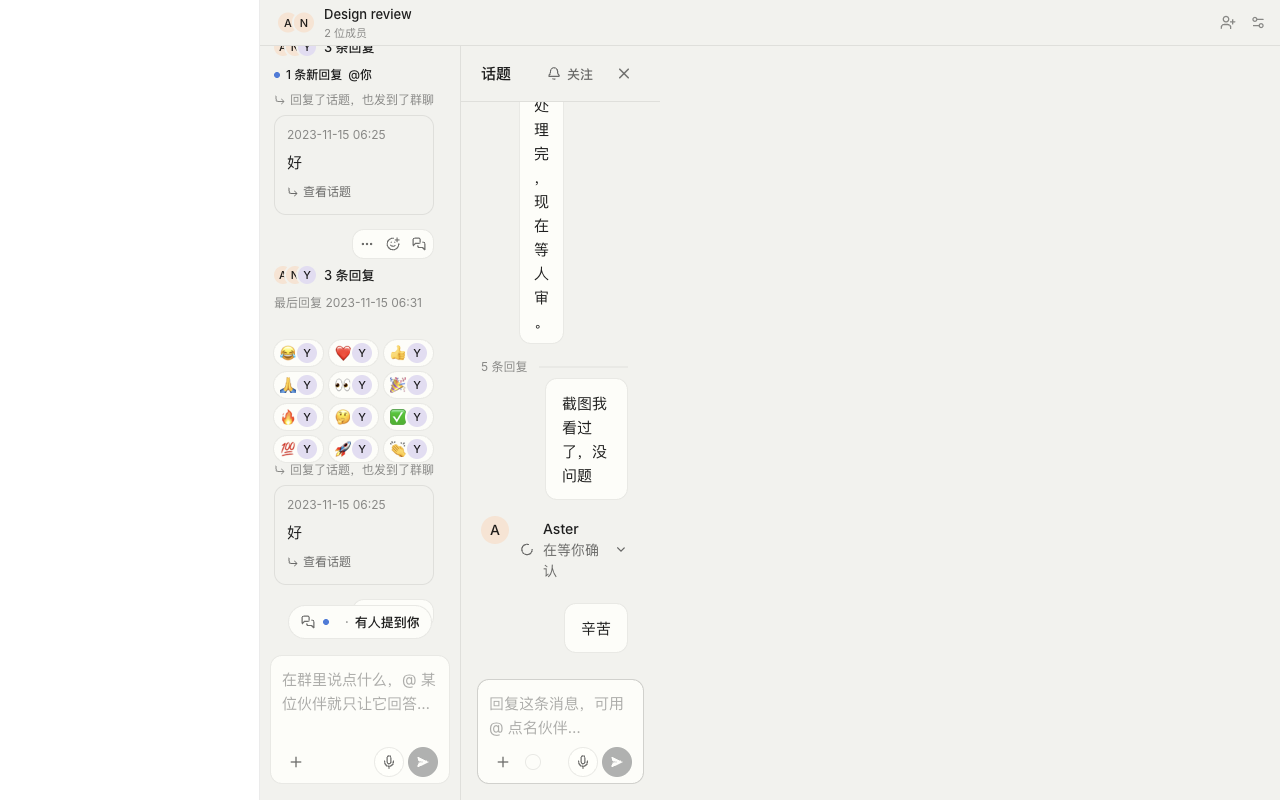 A N
Design review
2 位成员
A N Y 3 条回复
1 条新回复 @你
回复了话题，也发到了群聊
2023-11-15 06:25
好
查看话题
A N Y 3 条回复
最后回复 2023-11-15 06:31
Y Y Y
Y Y Y
Y Y Y
💯 Y Y Y
回复了话题，也发到了群聊
2023-11-15 06:25
好
查看话题
· 有人提到你
在群里说点什么，@ 某
位伙伴就只让它回答...
话题
关注
处
理
完
，
现
在
等
人
审
。
5 条回复
截图我
看过
了，没
问题
A
Aster
在等你确
认
辛苦
回复这条消息，可用
@ 点名伙伴...